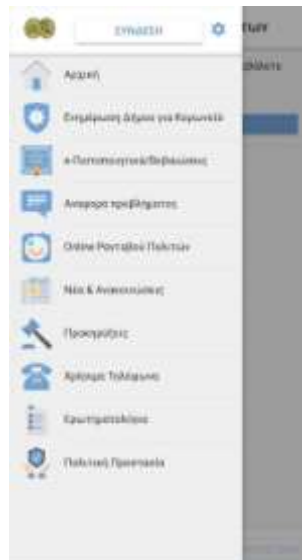 ΣΥΝΔΕΣΗ
Αρχική
Ενημέρωση Δήμου για Κορωνοϊό
e-Πιστοποιητικά/Βεβαιώσεις
Αναφορά προβλήματος
Online Ραντεβού Πολιτών
Νέα & Ανακοινώσεις
Προκηρύξεις
Χρήσιμα Τηλέφωνα
Ερωτηματολόγια
Πολιτική Προστασία